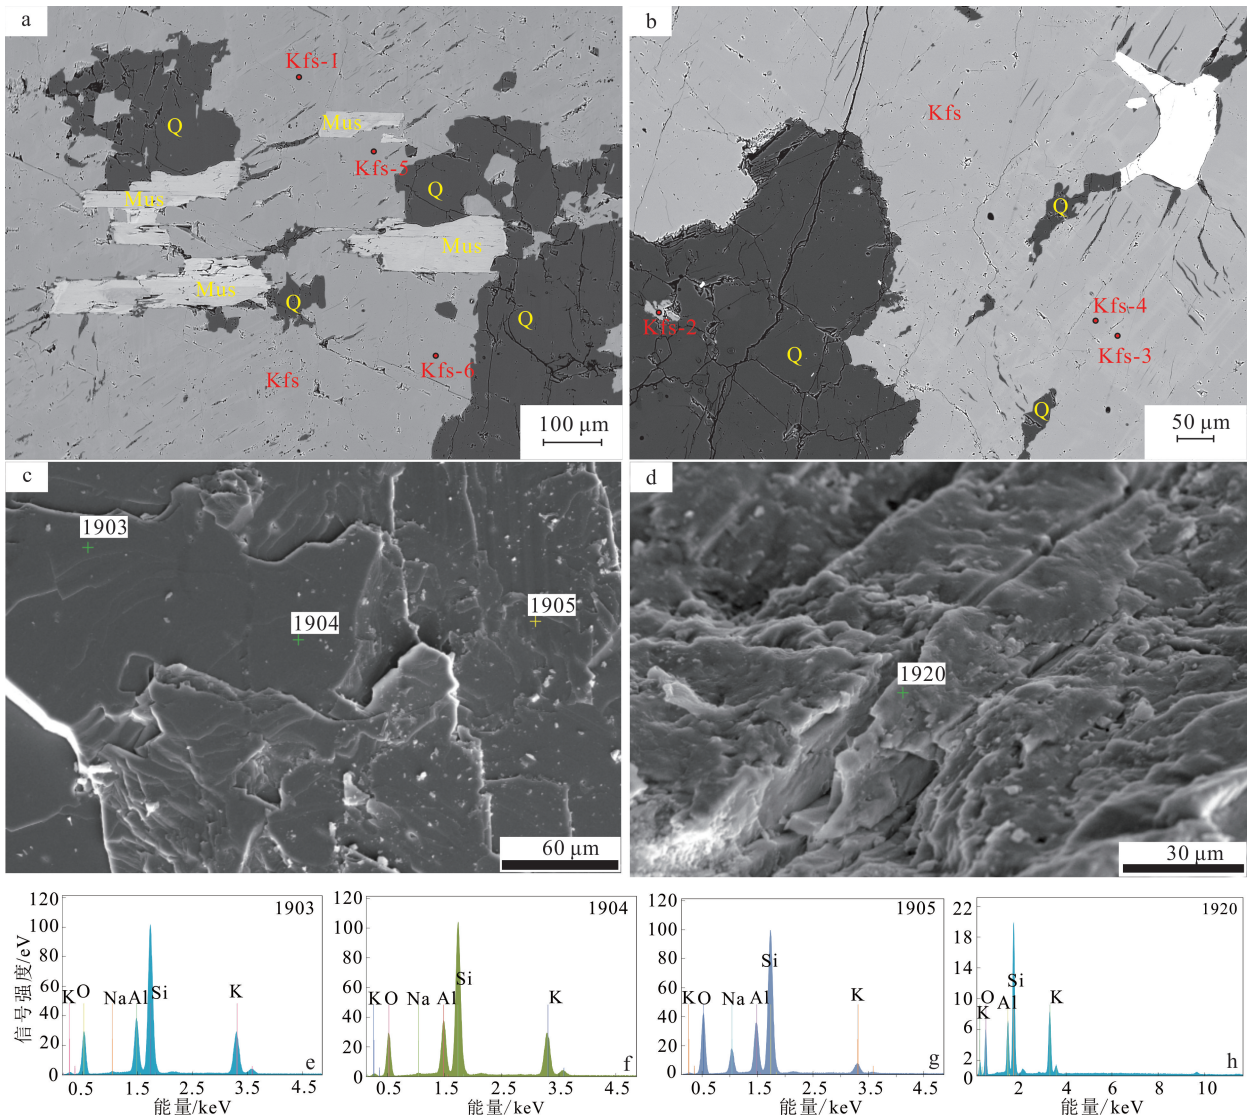 a
Kfs-1
Q
Mus
Kfs-5
Mus
Q
Mus
Mus
Q
Q
Kfs
Kfs-6
100 μm
b
Kfs
Q
Kfs-4
Kfs-2
Kfs-3
Q
Q
50 μm
c
1903
1904
1905
60 μm
d
1920
30 μm
信号强度/eV
120
100
80
60
40
20
0
1903
K O Na Al Si K
e
0.5 1.5 2.5 3.5 4.5
能量/keV
120
100
80
60
40
20
0
1904
K O Na Al Si K
f
0.5 1.5 2.5 3.5 4.5
能量/keV
100
80
60
40
20
0
1905
K O Na Al Si K
g
0.5 1.5 2.5 3.5 4.5
能量/keV
22
18
14
10
6
2
0
1920
K O Al Si K
h
2 4 6 8 10
能量/keV